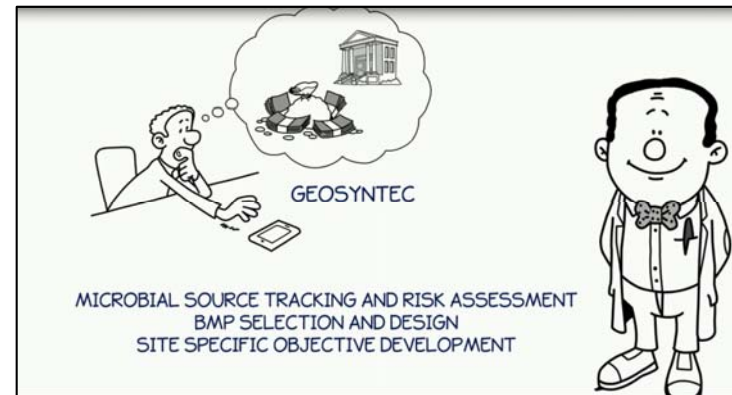 GEOSYNTEC
MICROBIAL SOURCE TRACKING AND RISK ASSESSMENT
BMP SELECTION AND DESIGN
SITE SPECIFIC OBJECTIVE DEVELOPMENT